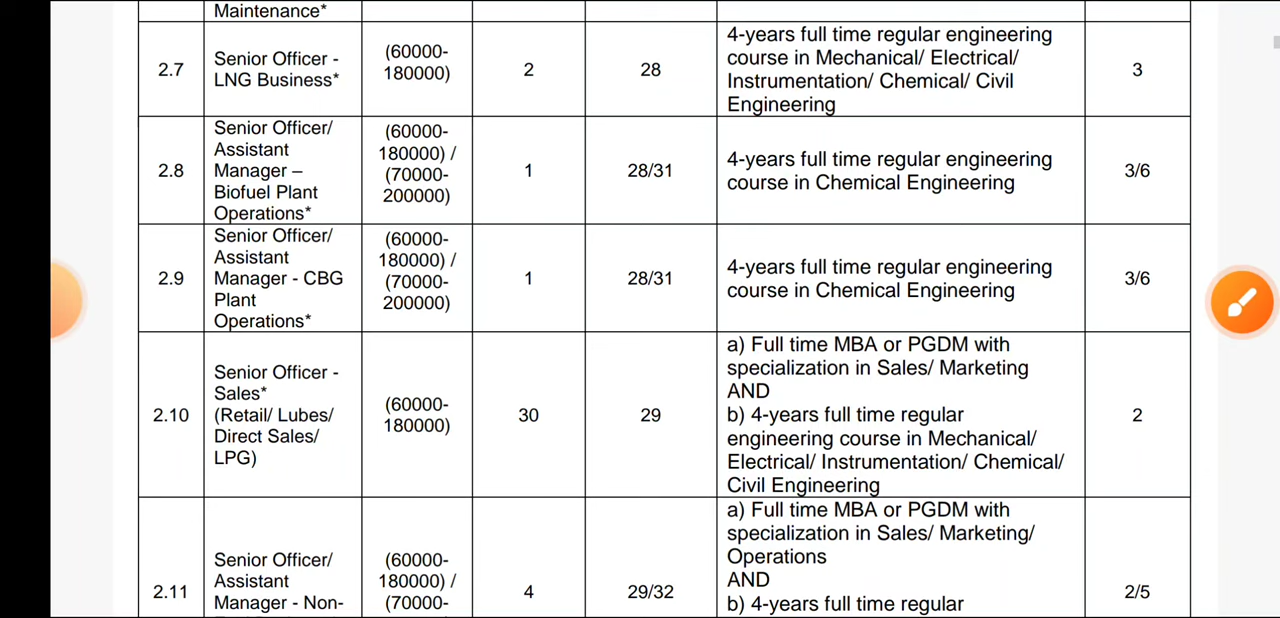 Maintenance*
2.7
Senior Officer -
LNG Business*
(60000-
180000)
2
28
4-years full time regular engineering
course in Mechanical/ Electrical/
Instrumentation/ Chemical/ Civil
Engineering
3
2.8
Senior Officer/
Assistant
Manager –
Biofuel Plant
Operations*
(60000-
180000) /
(70000-
200000)
1
28/31
4-years full time regular engineering
course in Chemical Engineering
3/6
2.9
Senior Officer/
Assistant
Manager - CBG
Plant
Operations*
(60000-
180000) /
(70000-
200000)
1
28/31
4-years full time regular engineering
course in Chemical Engineering
3/6
2.10
Senior Officer -
Sales*
(Retail/ Lubes/
Direct Sales/
LPG)
(60000-
180000)
30
29
a) Full time MBA or PGDM with
specialization in Sales/ Marketing
AND
b) 4-years full time regular
engineering course in Mechanical/
Electrical/ Instrumentation/ Chemical/
Civil Engineering
2
2.11
Senior Officer/
Assistant
Manager - Non-
(60000-
180000) /
(70000-
4
29/32
a) Full time MBA or PGDM with
specialization in Sales/ Marketing/
Operations
AND
b) 4-years full time regular
2/5